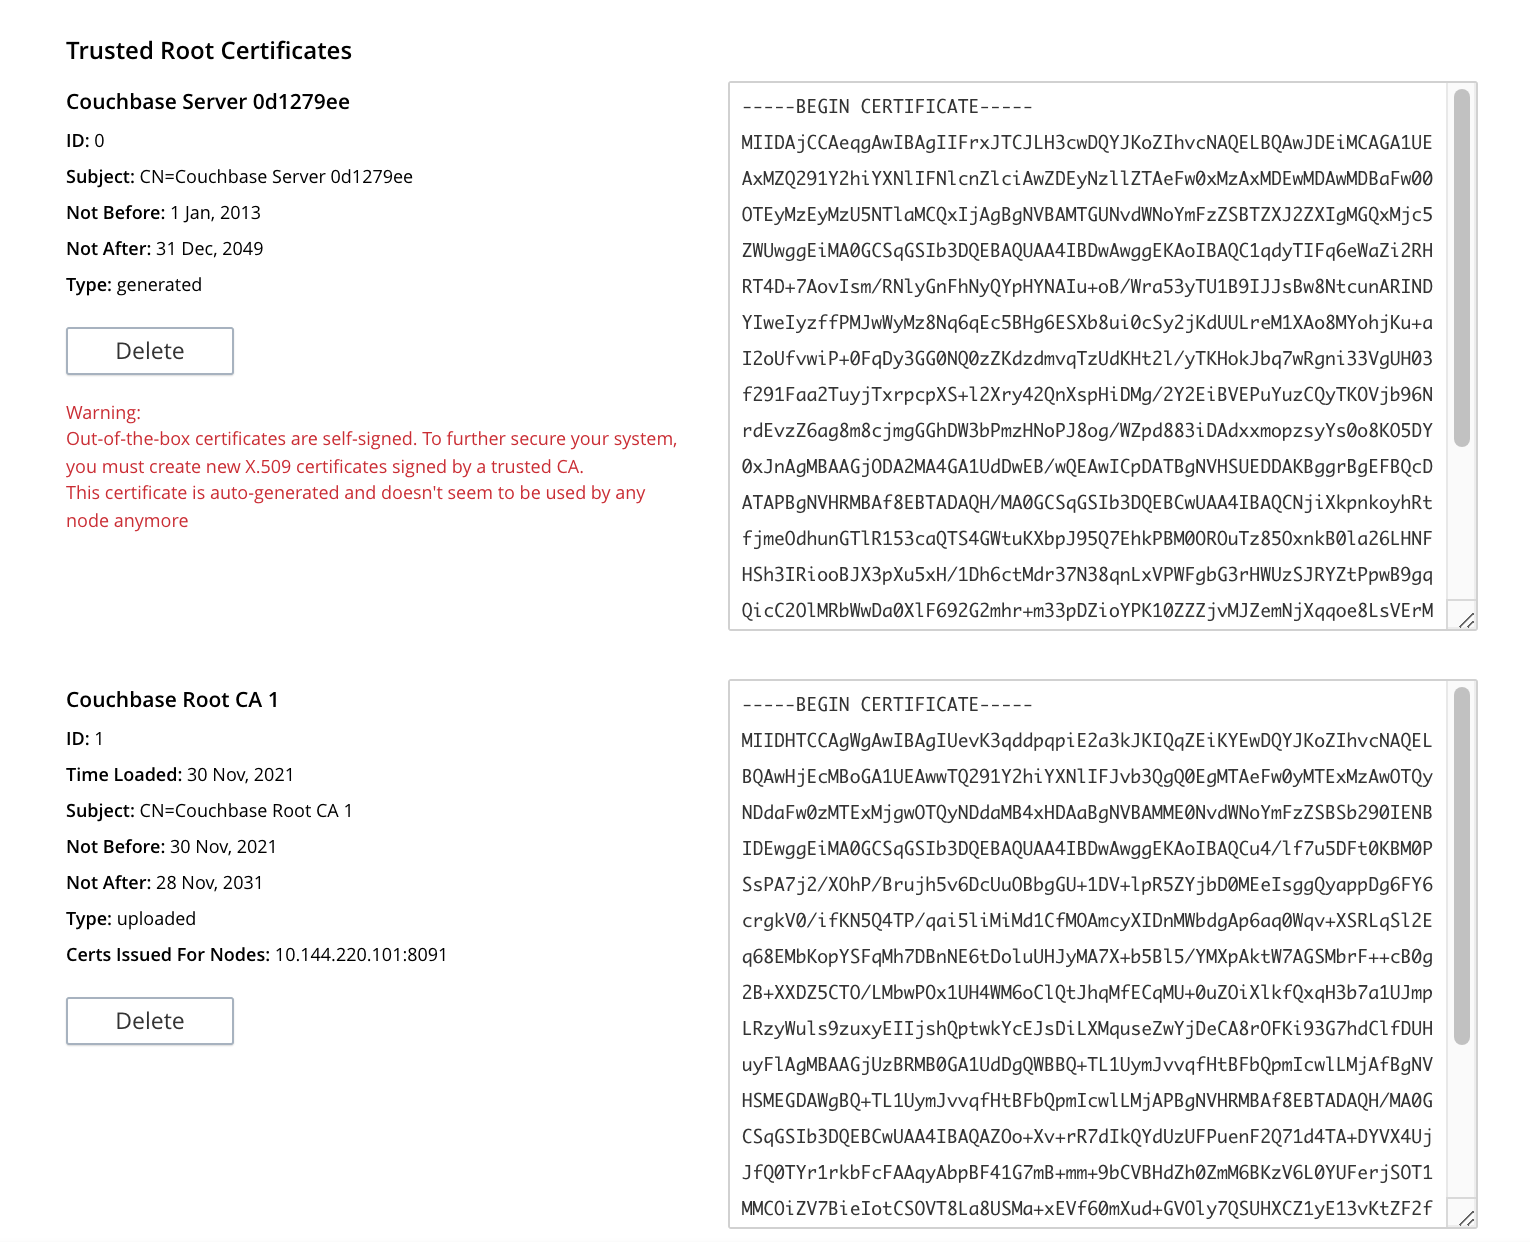 Trusted Root Certificates
Couchbase Server 0d1279ee
ID: 0
Subject: CN=Couchbase Server 0d1279ee
Not Before: 1 Jan, 2013
Not After: 31 Dec, 2049
Type: generated
Delete
Warning:
Out-of-the-box certificates are self-signed. To further secure your system,
you must create new X.509 certificates signed by a trusted CA.
This certificate is auto-generated and doesn't seem to be used by any
node anymore
-----BEGIN CERTIFICATE-----
MIIDAjCCAeqgAwIBAgIIFrxJTCJLH3cwDQYJKoZIhvcNAQELBQAwJDEiMCAGA1UE
AxMZQ291Y2hiYXNlIFNlcnZlciAwZDEyNzllZTAeFw0xMzAxMDEwMDAwMDBaFw00
OTEyMzEyMzU5NTlaMCQxIjAgBgNVBAMTGUNvdWNoYmFzZSBTZXJ2ZXIgMGQxMjc5
ZWUwggEiMA0GCSqGSIb3DQEBAQUAA4IBDwAwggEKAoIBAQC1qdyTIFq6eWaZi2RH
RT4D+7AovIsm/RNlyGnFhNyQYpHYNAIu+oB/Wra53yTU1B9IJJsBw8NtcunARIND
YIweIyzffPMJwWyMz8Nq6qEc5BHg6ESXb8ui0cSy2jKdUULreM1XAo8MYohjKu+a
I2oUfvwiP+0FqDy3GG0NQ0zZKdzdmvqTzUdKHt2l/yTKHokJbq7wRgni33VgUH03
f291Faa2TuyjTxrpcpXS+l2Xry42QnXspHiDMg/2Y2EiBVEPuYuzCQyTKOVjb96N
rdEvzZ6ag8m8cjmgGGhDW3bPmzHNoPJ8og/WZpd883iDAdxxmopzsyYs0o8KO5DY
0xJnAgMBAAGjODA2MA4GA1UdDwEB/wQEAwICpDATBgNVHSUEDDAKBggrBgEFBQcD
ATAPBgNVHRMBAf8EBTADAQH/MA0GCSqGSIb3DQEBCwUAA4IBAQCNjiXkpnkoyhRt
fjmeOdhunGTlR153caQTS4GWtuKXbpJ95Q7EhkPBM0OROuTz85OxnkB0la26LHNF
HSh3IRiooBJX3pXu5xH/1Dh6ctMdr37N38qnLxVPWFgbG3rHWUzSJRYZtPpwB9gq
QicC2OlMRbWwDa0XlF692G2mhr+m33pDZioYPK10ZZZjvMJZemNjXqqoe8LsVErM
Couchbase Root CA 1
ID: 1
Time Loaded: 30 Nov, 2021
Subject: CN=Couchbase Root CA 1
Not Before: 30 Nov, 2021
Not After: 28 Nov, 2031
Type: uploaded
Certs Issued For Nodes: 10.144.220.101:8091
Delete
-----BEGIN CERTIFICATE-----
MIIDHTCCAgWgAwIBAgIUevK3qddpqpiE2a3kJKIQqZEiKYEwDQYJKoZIhvcNAQEL
BQAwHjEcMBoGA1UEAwwTQ291Y2hiYXNlIFJvb3QgQ0EgMTAeFw0yMTExMzAwOTQy
NDdaFw0zMTExMjgwOTQyNDdaMB4xHDAaBgNVBAMME0NvdWNoYmFzZSBSb290IENB
IDEwggEiMA0GCSqGSIb3DQEBAQUAA4IBDwAwggEKAoIBAQCu4/lf7u5DFt0KBM0P
SsPA7j2/XOhP/Brujh5v6DcUuOBbgGU+1DV+lpR5ZYjbD0MEeIsggQyappDg6FY6
crgkV0/ifKN5Q4TP/qai5liMiMd1CfMOAmcyXIDnMWbdgAp6aq0Wqv+XSRLqSl2E
q68EMbKopYSFqMh7DBnNE6tDoluUHJyMA7X+b5Bl5/YMXpAktW7AGSMbrF++cB0g
2B+XXDZ5CTO/LMbwPOx1UH4WM6oClQtJhqMfECqMU+0uZOiXlkfQxqH3b7a1UJmp
LRzyWuls9zuxyEIIjshQptwkYcEJsDiLXMquseZwYjDeCA8rOFKi93G7hdClfDUH
uyFlAgMBAAGjUzBRMB0GA1UdDgQWBBQ+TL1UymJvvqfHtBFbQpmIcwlLMjAfBgNV
HSMEGDAWgBQ+TL1UymJvvqfHtBFbQpmIcwlLMjAPBgNVHRMBAf8EBTADAQH/MA0G
CSqGSIb3DQEBCwUAA4IBAQAZOo+Xv+rR7dIkQYdUzUFPuenF2Q71d4TA+DYVX4Uj
JfQ0TYr1rkbFcFAAqyAbpBF41G7mB+mm+9bCVBHdZh0ZmM6BKzV6L0YUFerjSOT1
MMCOiZV7BieIotCSOVT8La8USMa+xEVf60mXud+GVOly7QSUHXCZ1yE13vKtZF2f